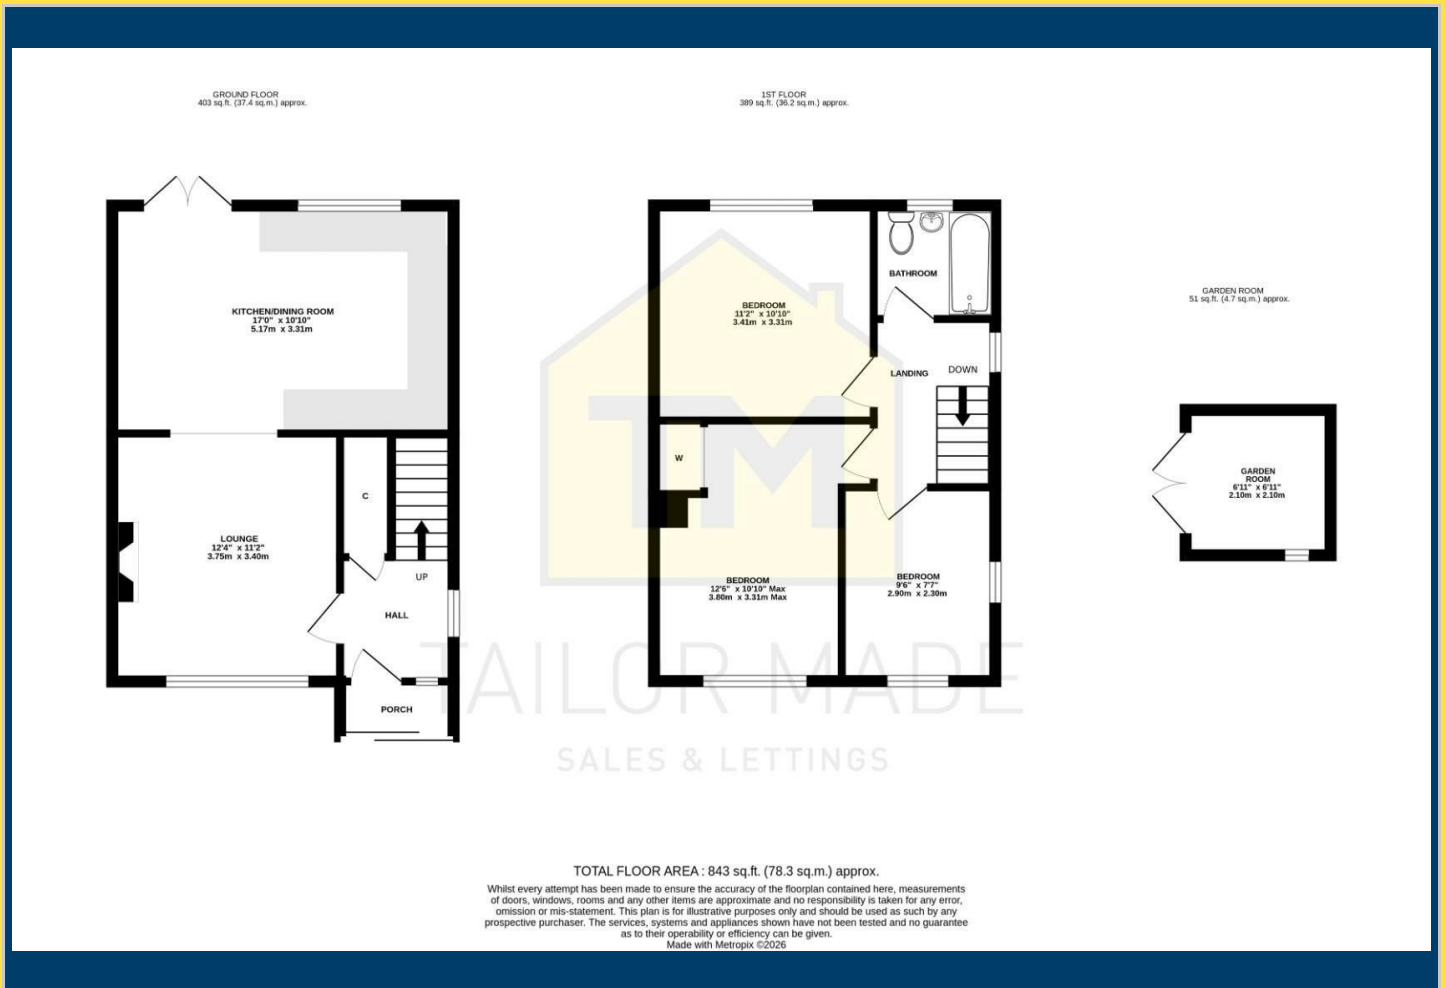 GROUND FLOOR
403 sq.ft. (37.4 sq.m.) approx.
1ST FLOOR
389 sq.ft. (36.2 sq.m.) approx.
GARDEN ROOM
51 sq.ft. (4.7 sq.m.) approx.
KITCHEN/DINING ROOM
17'0" x 10'10"
5.17m x 3.31m
LOUNGE
12'4" x 11'2"
3.75m x 3.40m
C
UP
HALL
PORCH
BEDROOM
11'2" x 10'10"
3.41m x 3.31m
BATHROOM
LANDING
DOWN
W
BEDROOM
12'6" x 10'10" Max
3.80m x 3.31m Max
BEDROOM
9'6" x 7'7"
2.90m x 2.30m
GARDEN
ROOM
6'11" x 6'11"
2.10m x 2.10m
TM
TAILOR MADE
SALES & LETTINGS
TOTAL FLOOR AREA : 843 sq.ft. (78.3 sq.m.) approx.
Whilst every attempt has been made to ensure the accuracy of the floorplan contained here, measurements
of doors, windows, rooms and any other items are approximate and no responsibility is taken for any error,
omission or mis-statement. This plan is for illustrative purposes only and should be used as such by any
prospective purchaser. The services, systems and appliances shown have not been tested and no guarantee
as to their operability or efficiency can be given.
Made with Metropix ©2026